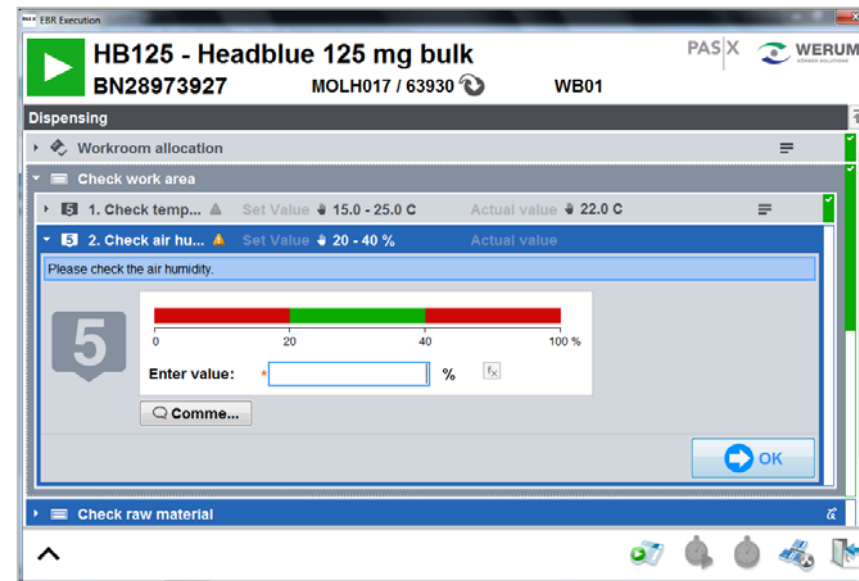 EBR Execution
HB125 - Headblue 125 mg bulk
PAS|X WERUM
BN28973927 MOLH017 / 63930 WB01
Dispensing
Workroom allocation
Check work area
5 1. Check temp... Set Value 15.0 - 25.0 C Actual value 22.0 C
5 2. Check air hu... Set Value 20 - 40 % Actual value
Please check the air humidity.
5
0 20 40 100 %
Enter value: * % fx
Comme...
OK
Check raw material